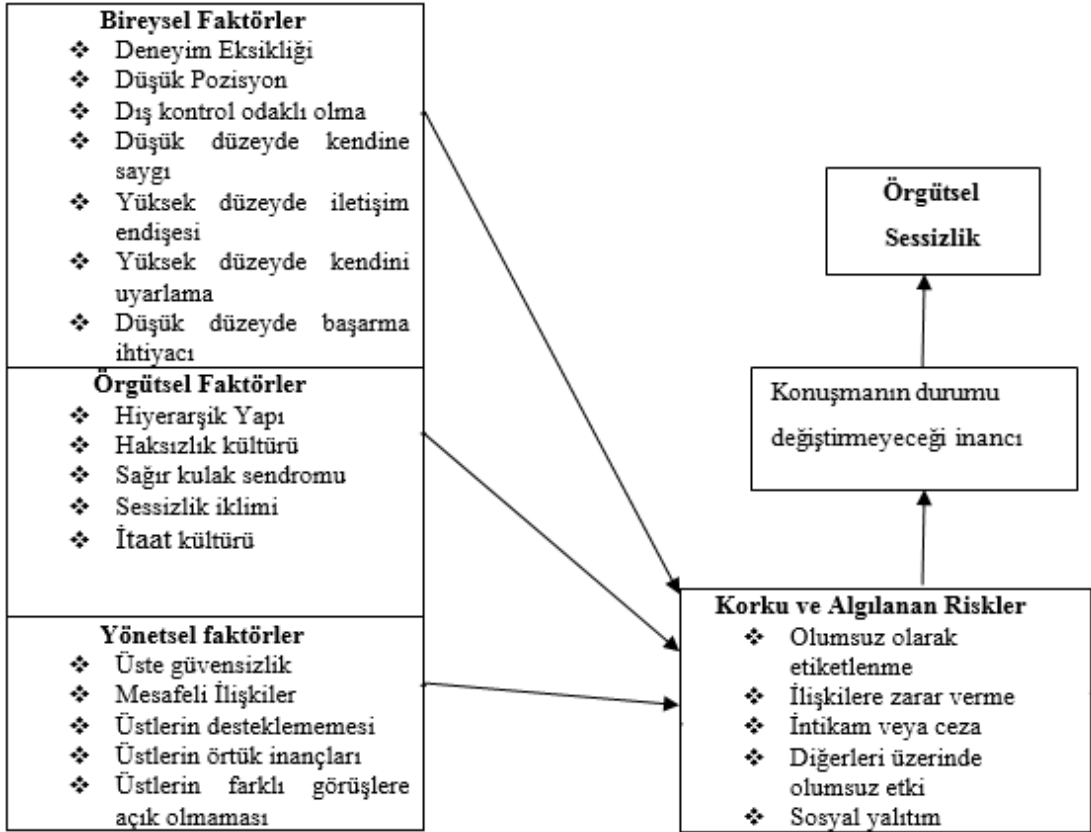 Bireysel Faktörler
❖ Deneyim Eksikliği
❖ Düşük Pozisyon
❖ Dış kontrol odaklı olma
❖ Düşük düzeyde kendine
saygı
❖ Yüksek düzeyde iletişim
endişesi
❖ Yüksek düzeyde kendini
uyarlama
❖ Düşük düzeyde başarma
ihtiyacı
Örgütsel Faktörler
❖ Hiyerarşik Yapı
❖ Haksızlık kültürü
❖ Sağır kulak sendromu
❖ Sessizlik iklimi
❖ İtaat kültürü
Yönetsel faktörler
❖ Üste güvensizlik
❖ Mesafeli İlişkiler
❖ Üstlerin desteklememesi
❖ Üstlerin örtük inançları
❖ Üstlerin farklı görüşlere
açık olmaması
Örgütsel
Sessizlik
Konuşmanın durumu
değiştirmeyeceği inancı
Korku ve Algılanan Riskler
❖ Olumsuz olarak
etiketlenme
❖ İlişkilere zarar verme
❖ İntikam veya ceza
❖ Diğerleri üzerinde
olumsuz etki
❖ Sosyal yalıtım